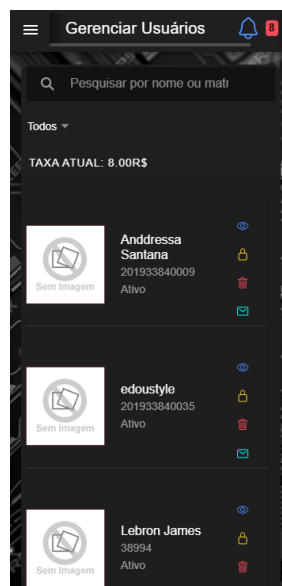 Gerenciar Usuários
8
Pesquisar por nome ou matr
Todos
TAXA ATUAL: 8.00R$
Sem Imagem
Anddressa
Santana
201933840009
Ativo
Sem Imagem
edoustyle
201933840035
Ativo
Sem Imagem
Lebron James
38994
Ativo